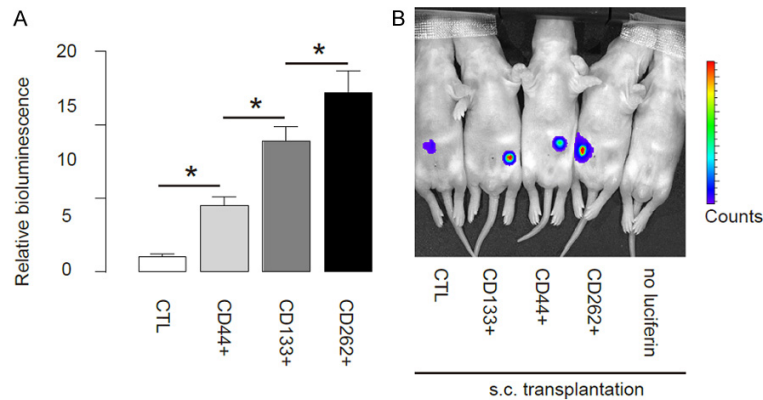 A
Relative bioluminescence
20
15
10
5
0
*
*
*
CTL
CD44+
CD133+
CD262+
B
Counts
CTL
CD133+
CD44+
CD262+
no luciferin
s.c. transplantation